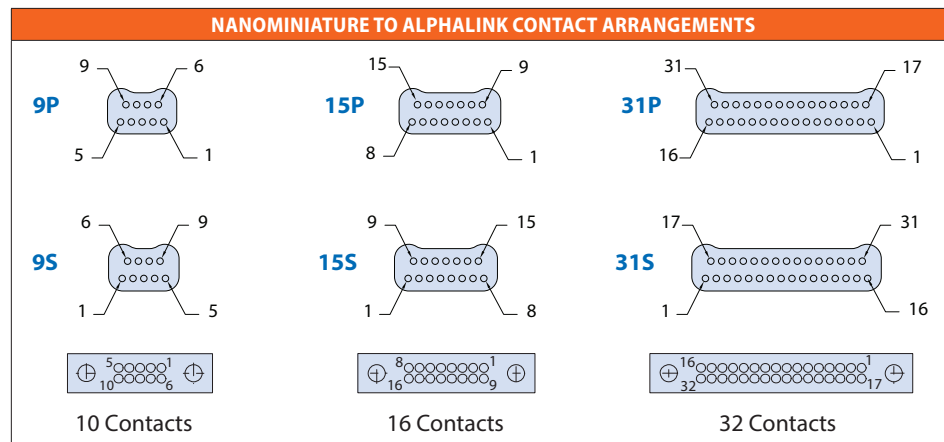 NANOMINIATURE TO ALPHALINK CONTACT ARRANGEMENTS
9 6 15 9 31 17
9P 15P 31P
5 1 8 1 16 1
6 9 9 15 17 31
9S 15S 31S
1 5 1 8 1 16
5 1 8 1 16 1
10 6 16 9 32 17
10 Contacts 16 Contacts 32 Contacts